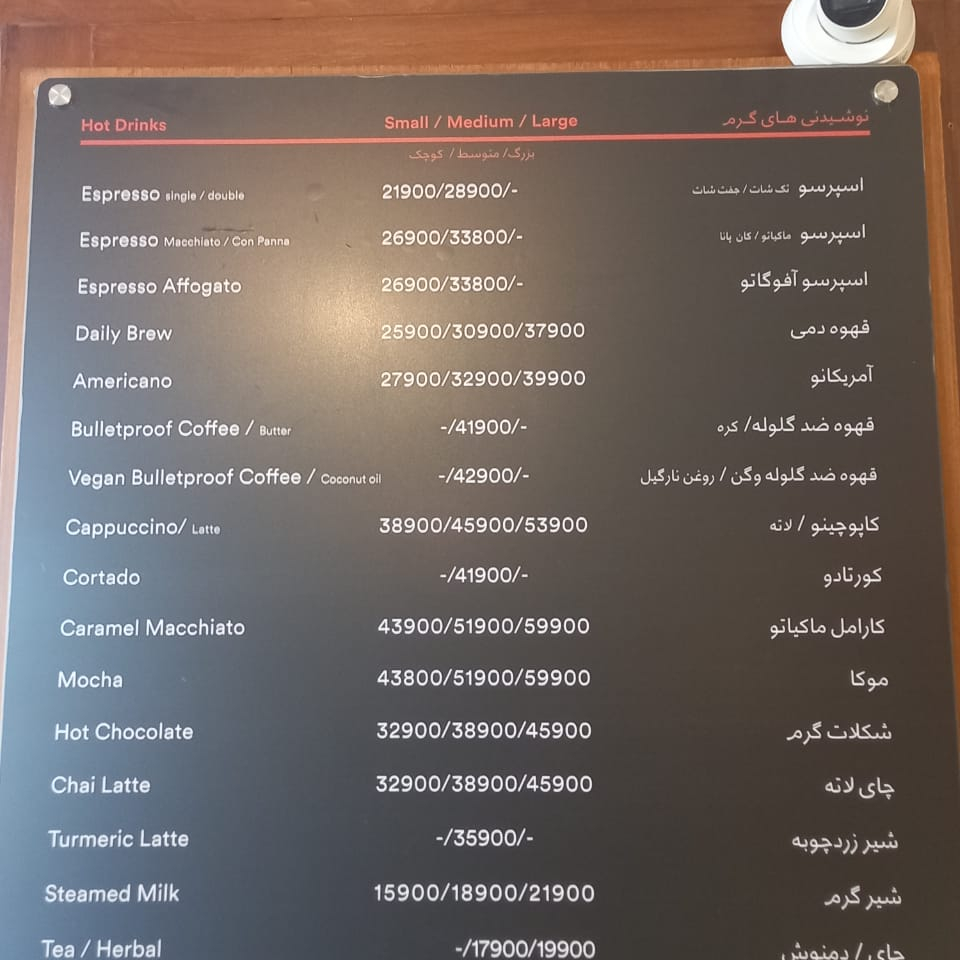 Hot Drinks Small / Medium / Large نوشیدنی های گرم
بزرگ/ متوسط / کوچک
Espresso single / double 21900/28900/- اسپرسو تک شات / جفت شات
Espresso Macchiato / Con Panna 26900/33800/- اسپرسو ماکیاتو / کان پانا
Espresso Affogato 26900/33800/- اسپرسو آفوگاتو
Daily Brew 25900/30900/37900 قهوه دمی
Americano 27900/32900/39900 آمریکانو
Bulletproof Coffee / Butter -/41900/- قهوه ضد گلوله/ کره
Vegan Bulletproof Coffee / Coconut oil -/42900/- قهوه ضد گلوله وگن / روغن نارگیل
Cappuccino/ Latte 38900/45900/53900 کاپوچینو / لاته
Cortado -/41900/- کورتادو
Caramel Macchiato 43900/51900/59900 کارامل ماکیاتو
Mocha 43800/51900/59900 موکا
Hot Chocolate 32900/38900/45900 شکلات گرم
Chai Latte 32900/38900/45900 چای لاته
Turmeric Latte -/35900/- شیر زردچوبه
Steamed Milk 15900/18900/21900 شیر گرم
Tea / Herbal -/17900/19900 چای / دمنوش